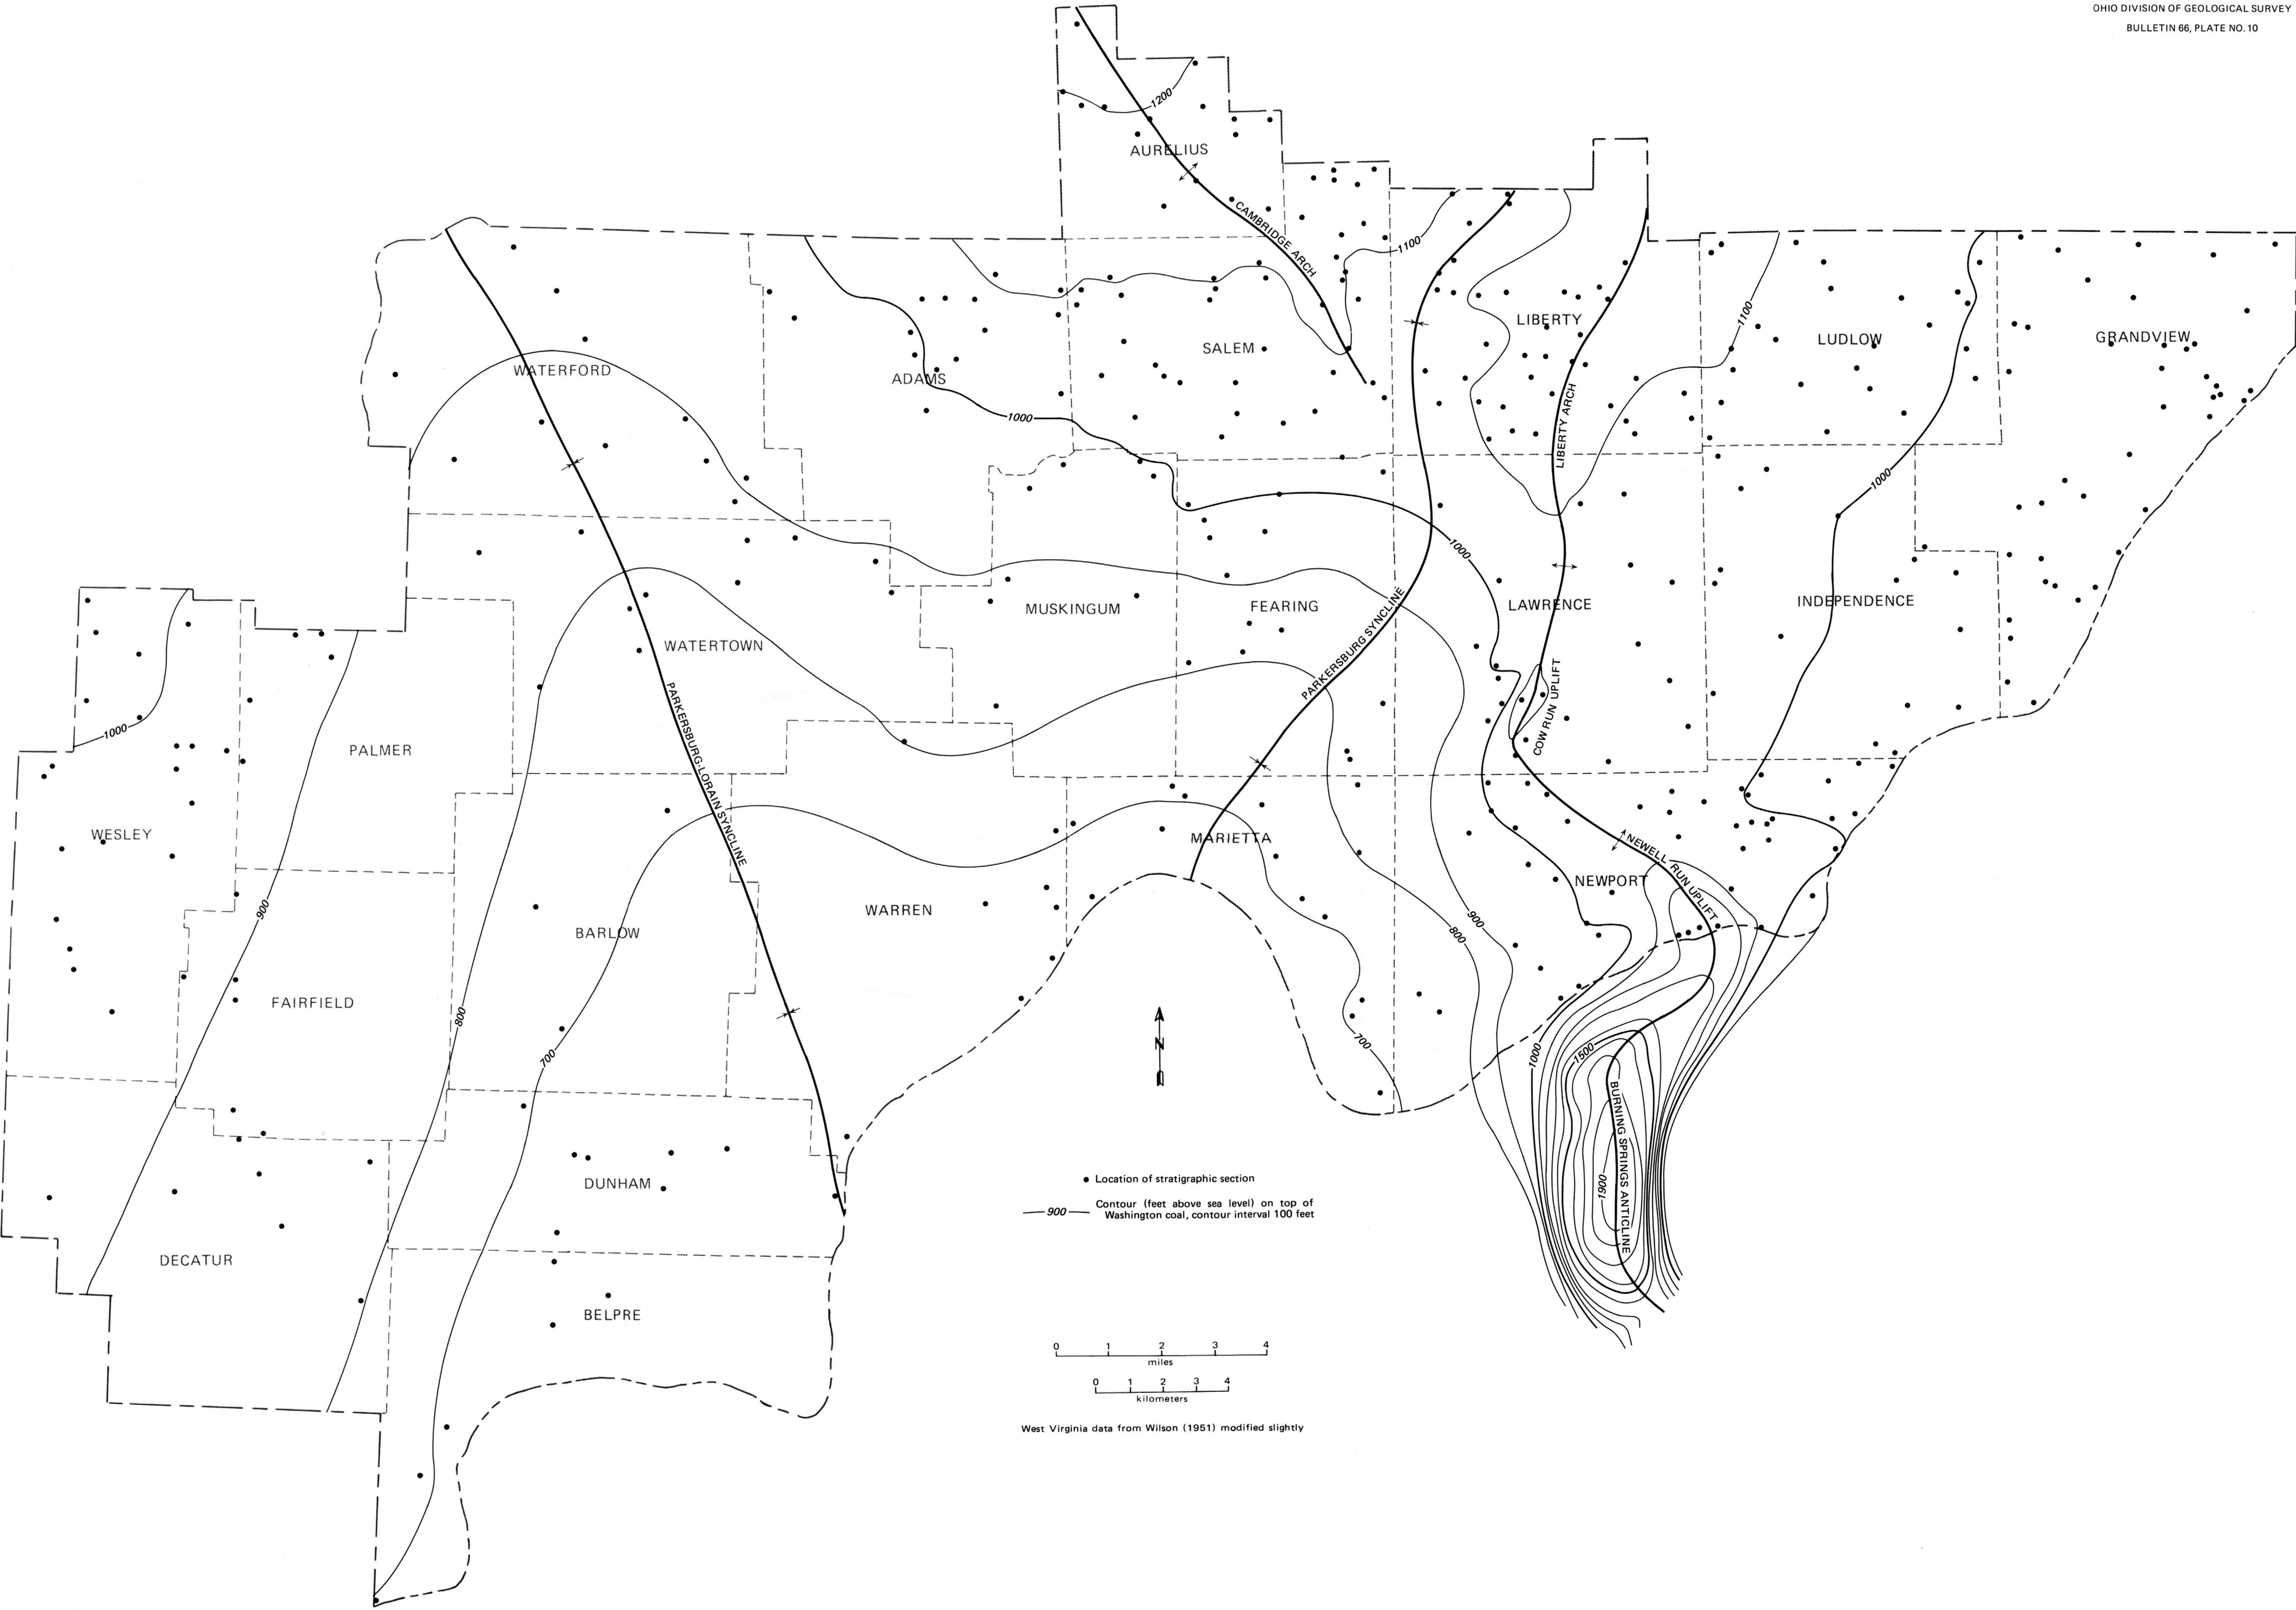 OHIO DIVISION OF GEOLOGICAL SURVEY
BULLETIN 66, PLATE NO. 10
1200
AURELIUS
CAMBRIDGE ARCH
1100
LIBERTY
1100
LUDLOW
GRANDVIEW
SALEM
WATERFORD
ADAMS
1000
LIBERTY ARCH
1000
1000
MUSKINGUM
FEARING
LAWRENCE
INDEPENDENCE
WATERTOWN
PARKERSBURG SYNCLINE
COW RUN UPLIFT
1000
PALMER
PARKERSBURG-LORAIN SYNCLINE
WESLEY
MARIETTA
NEWELL RUN UPLIFT
NEWPORT
900
BARLOW
WARREN
900
800
FAIRFIELD
800
700
N
700
1000
1500
BURNING SPRINGS ANTICLINE
1900
DUNHAM
Location of stratigraphic section
900
Contour (feet above sea level) on top of
Washington coal, contour interval 100 feet
DECATUR
BELPRE
0 1 2 3 4
miles
0 1 2 3 4
kilometers
West Virginia data from Wilson (1951) modified slightly